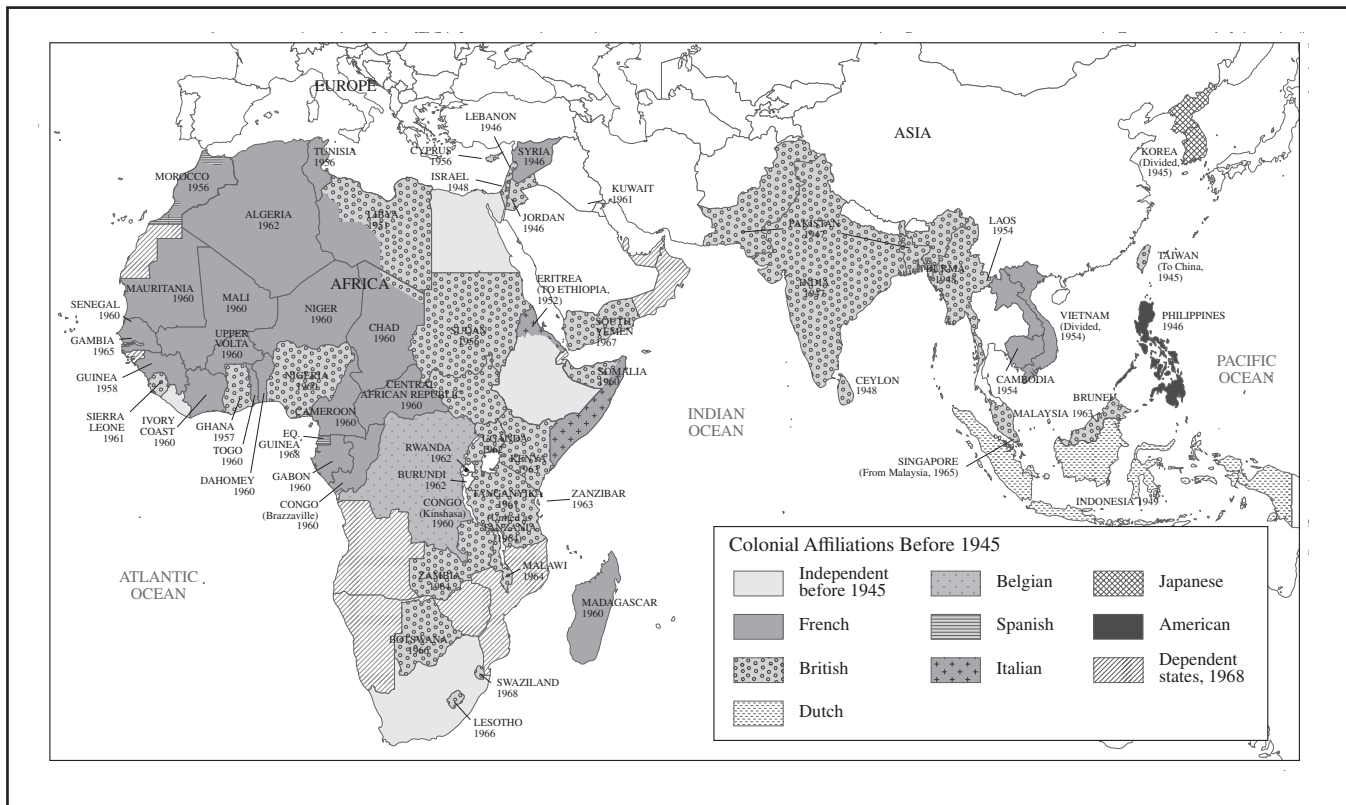 EUROPE
ASIA
AFRICA
LEBANON
1946
CYPRUS
1956
SYRIA
1946
ISRAEL
1948
JORDAN
1946
KUWAIT
1961
TUNISIA
1956
MOROCCO
1956
ALGERIA
1962
LIBYA
1951
MAURITANIA
1960
MALI
1960
NIGER
1960
CHAD
1960
SUDAN
1956
ERITREA
(TO ETHIOPIA,
1952)
SOUTH
YEMEN
1967
SOMALIA
1960
SENEGAL
1960
GAMBIA
1965
GUINEA
1958
SIERRA
LEONE
1961
IVORY
COAST
1960
UPPER
VOLTA
1960
GHANA
1957
TOGO
1960
DAHOMEY
1960
NIGERIA
1960
CAMEROON
1960
CENTRAL
AFRICAN REPUBLIC
1960
EQ.
GUINEA
1968
GABON
1960
CONGO
(Brazzaville)
1960
RWANDA
1962
BURUNDI
1962
CONGO
(Kinshasa)
1960
UGANDA
1962
KENYA
1963
TANGANYIKA
1961
(United as
TANZANIA
1964)
ZANZIBAR
1963
ZAMBIA
1964
MALAWI
1964
MADAGASCAR
1960
BOTSWANA
1966
SWAZILAND
1968
LESOTHO
1966
PAKISTAN
1947
INDIA
1947
BURMA
1948
CEYLON
1948
LAOS
1954
VIETNAM
(Divided,
1954)
CAMBODIA
1954
KOREA
(Divided,
1945)
TAIWAN
(To China,
1945)
PHILIPPINES
1946
BRUNEI
MALAYSIA 1963
SINGAPORE
(From Malaysia, 1965)
INDONESIA 1949
ATLANTIC
OCEAN
INDIAN
OCEAN
PACIFIC
OCEAN
Colonial Affiliations Before 1945
Independent
before 1945
French
British
Dutch
Belgian
Spanish
Italian
Japanese
American
Dependent
states, 1968